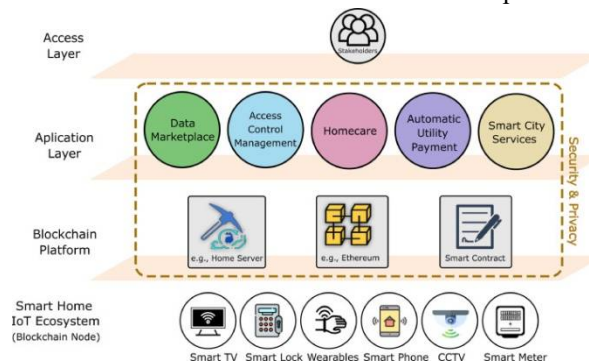 Access
Layer
Stakeholders
Aplication
Layer
Data
Marketplace
Access
Control
Management
Homecare
Automatic
Utility
Payment
Smart City
Services
Security & Privacy
Blockchain
Platform
e.g., Home Server
e.g., Ethereum
Smart Contract
Smart Home
IoT Ecosystem
(Blockchain Node)
Smart TV
Smart Lock
Wearables
Smart Phone
CCTV
Smart Meter